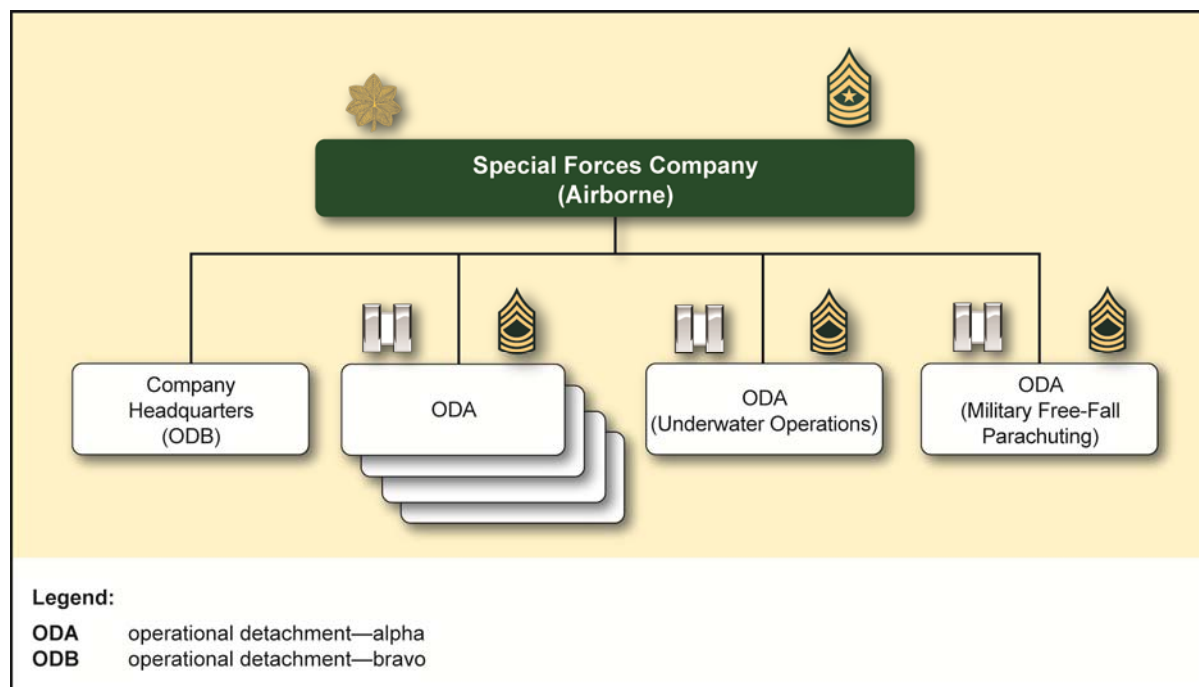 Special Forces Company
(Airborne)
Company
Headquarters
(ODB)
ODA
ODA
(Underwater Operations)
ODA
(Military Free-Fall
Parachuting)
Legend:
ODA operational detachment—alpha
ODB operational detachment—bravo